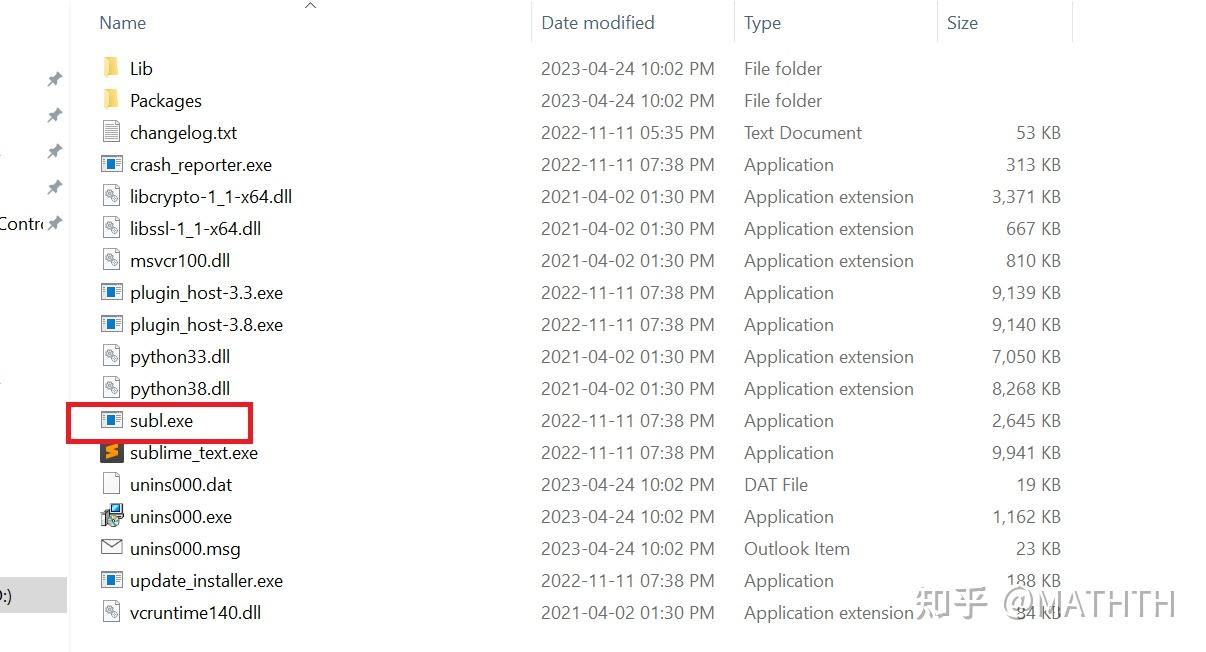 Name Date modified Type Size
Lib 2023-04-24 10:02 PM File folder
Packages 2023-04-24 10:02 PM File folder
changelog.txt 2022-11-11 05:35 PM Text Document 53 KB
crash_reporter.exe 2022-11-11 07:38 PM Application 313 KB
libcrypto-1_1-x64.dll 2021-04-02 01:30 PM Application extension 3,371 KB
Contr libssl-1_1-x64.dll 2021-04-02 01:30 PM Application extension 667 KB
msvcr100.dll 2021-04-02 01:30 PM Application extension 810 KB
plugin_host-3.3.exe 2022-11-11 07:38 PM Application 9,139 KB
plugin_host-3.8.exe 2022-11-11 07:38 PM Application 9,140 KB
python33.dll 2021-04-02 01:30 PM Application extension 7,050 KB
python38.dll 2021-04-02 01:30 PM Application extension 8,268 KB
subl.exe 2022-11-11 07:38 PM Application 2,645 KB
sublime_text.exe 2022-11-11 07:38 PM Application 9,941 KB
unins000.dat 2023-04-24 10:02 PM DAT File 19 KB
unins000.exe 2023-04-24 10:02 PM Application 1,162 KB
unins000.msg 2023-04-24 10:02 PM Outlook Item 23 KB
update_installer.exe 2022-11-11 07:38 PM Application 188 KB
:)
vcruntime140.dll 2021-04-02 01:30 PM Application extension 84 KB
知乎 @MATHTH